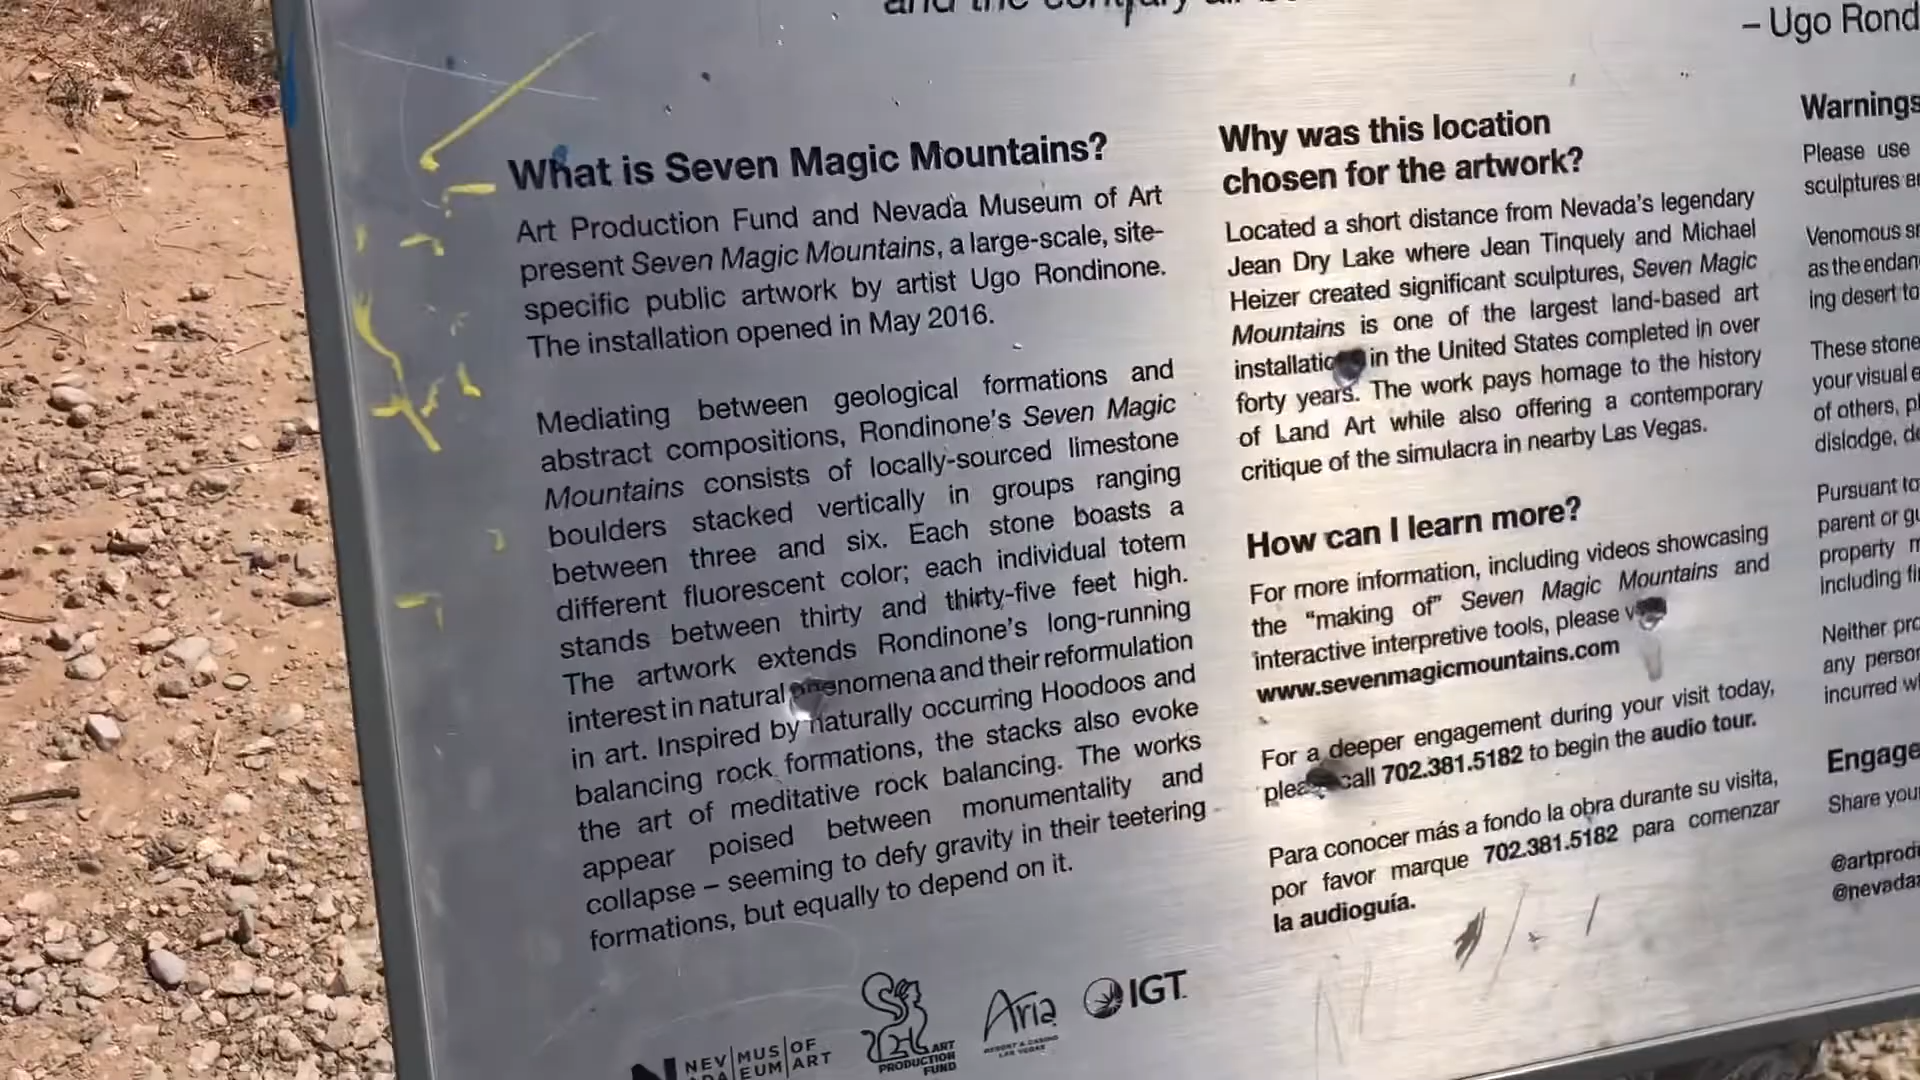 – Ugo Rond
What is Seven Magic Mountains?
Art Production Fund and Nevada Museum of Art
present Seven Magic Mountains, a large-scale, site-
specific public artwork by artist Ugo Rondinone.
The installation opened in May 2016.
Mediating between geological formations and
abstract compositions, Rondinone's Seven Magic
Mountains consists of locally-sourced limestone
boulders stacked vertically in groups ranging
between three and six. Each stone boasts a
different fluorescent color; each individual totem
stands between thirty and thirty-five feet high.
The artwork extends Rondinone's long-running
interest in natural phenomena and their reformulation
in art. Inspired by naturally occurring Hoodoos and
balancing rock formations, the stacks also evoke
the art of meditative rock balancing. The works
appear poised between monumentality and
collapse – seeming to defy gravity in their teetering
formations, but equally to depend on it.
Why was this location
chosen for the artwork?
Located a short distance from Nevada's legendary
Jean Dry Lake where Jean Tinquely and Michael
Heizer created significant sculptures, Seven Magic
Mountains is one of the largest land-based art
installatio in the United States completed in over
forty years. The work pays homage to the history
of Land Art while also offering a contemporary
critique of the simulacra in nearby Las Vegas.
How can I learn more?
For more information, including videos showcasing
the “making of” Seven Magic Mountains and
interactive interpretive tools, please v
www.sevenmagicmountains.com
For a deeper engagement during your visit today,
pleas call 702.381.5182 to begin the audio tour.
Para conocer más a fondo la obra durante su visita,
por favor marque 702.381.5182 para comenzar
la audioguía.
Warnings
Please use
sculptures
Venomous
as the endan
ing desert to
These stone
your visual e
of others, pl
dislodge, de
Pursuant to
parent or gu
property m
including fi
Neither pro
any person
incurred w
Engage
Share your
@artprodu
@nevada
NEV MUS OF
ADA EUM ART
ART
PRODUCTION
FUND
Aria
RESORT & CASINO
LAS VEGAS
IGT